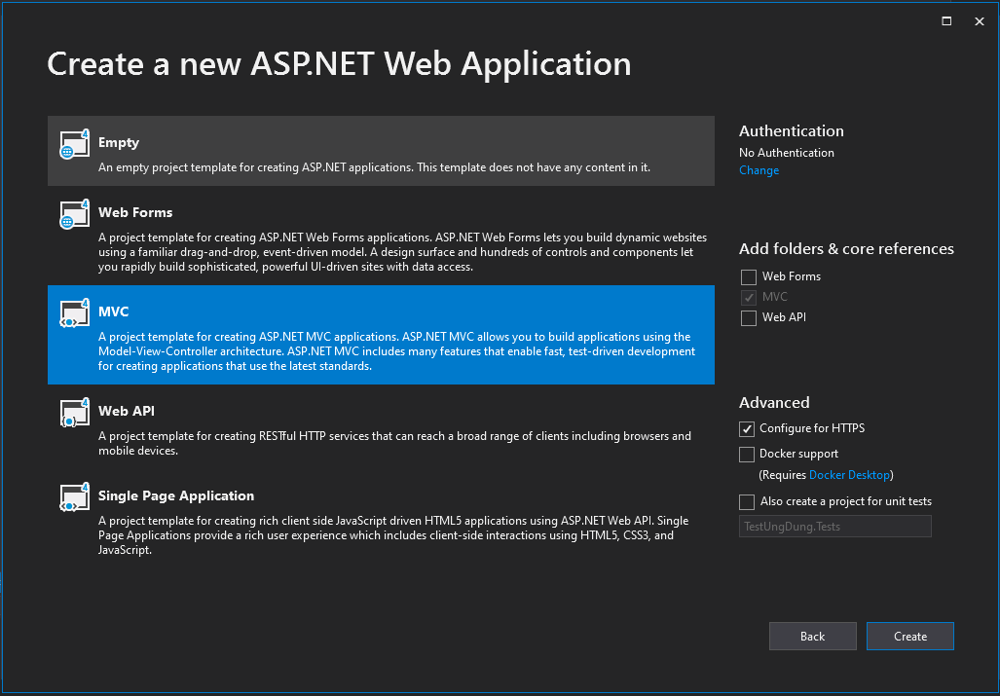 Create a new ASP.NET Web Application
Empty
An empty project template for creating ASP.NET applications. This template does not have any content in it.
Web Forms
A project template for creating ASP.NET Web Forms applications. ASP.NET Web Forms lets you build dynamic websites
using a familiar drag-and-drop, event-driven model. A design surface and hundreds of controls and components let
you rapidly build sophisticated, powerful UI-driven sites with data access.
MVC
A project template for creating ASP.NET MVC applications. ASP.NET MVC allows you to build applications using the
Model-View-Controller architecture. ASP.NET MVC includes many features that enable fast, test-driven development
for creating applications that use the latest standards.
Web API
A project template for creating RESTful HTTP services that can reach a broad range of clients including browsers and
mobile devices.
Single Page Application
A project template for creating rich client side JavaScript driven HTML5 applications using ASP.NET Web API. Single
Page Applications provide a rich user experience which includes client-side interactions using HTML5, CSS3, and
JavaScript.
Authentication
No Authentication
Change
Add folders & core references
Web Forms
MVC
Web API
Advanced
Configure for HTTPS
Docker support
(Requires Docker Desktop)
Also create a project for unit tests
TestUngDung.Tests
Back
Create